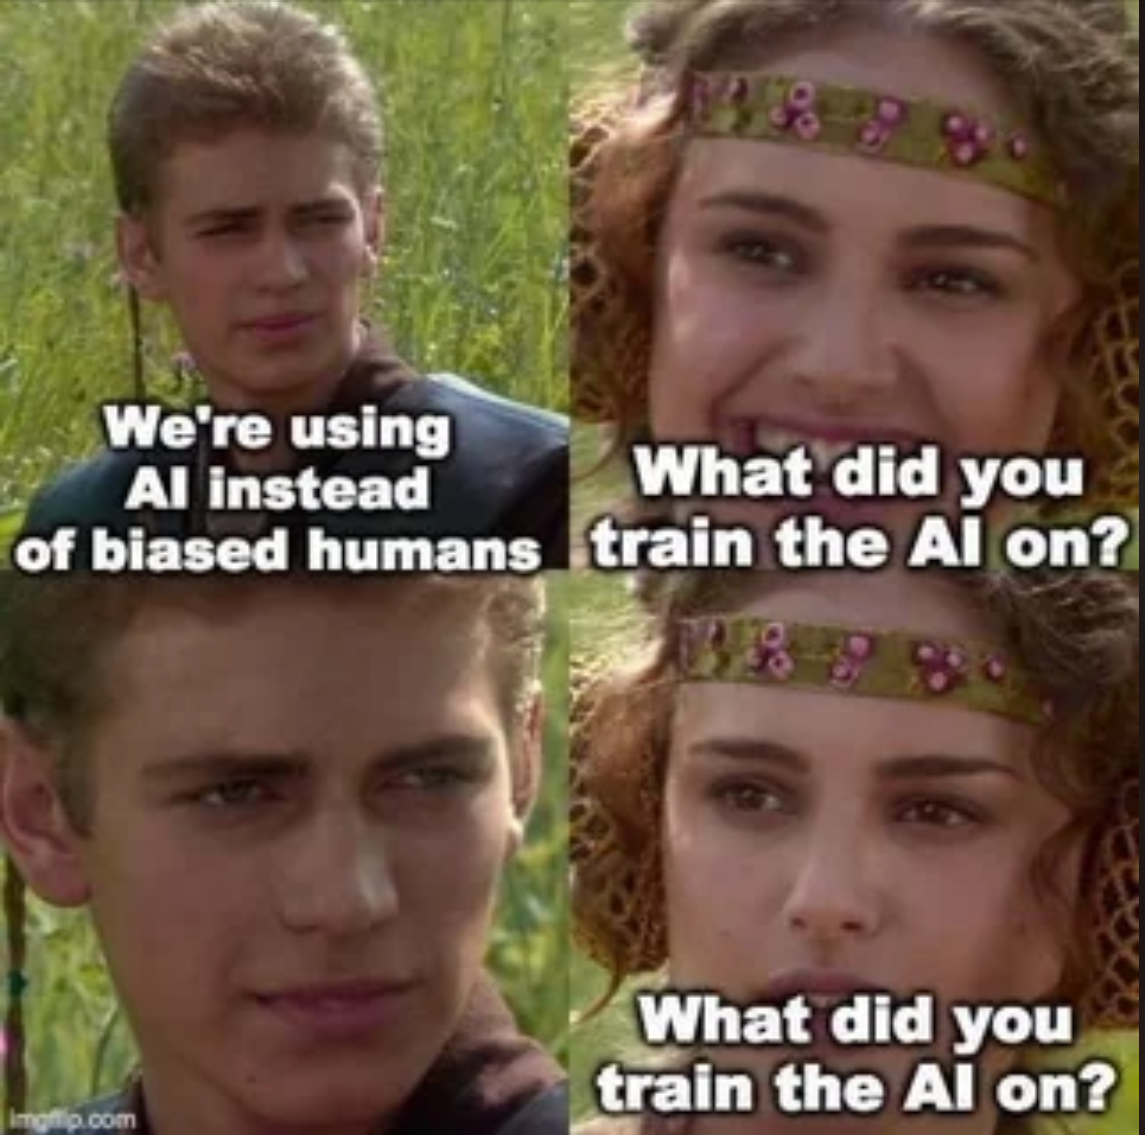 We're using
AI instead
of biased humans
What did you
train the AI on?
What did you
train the AI on?
imgflip.com